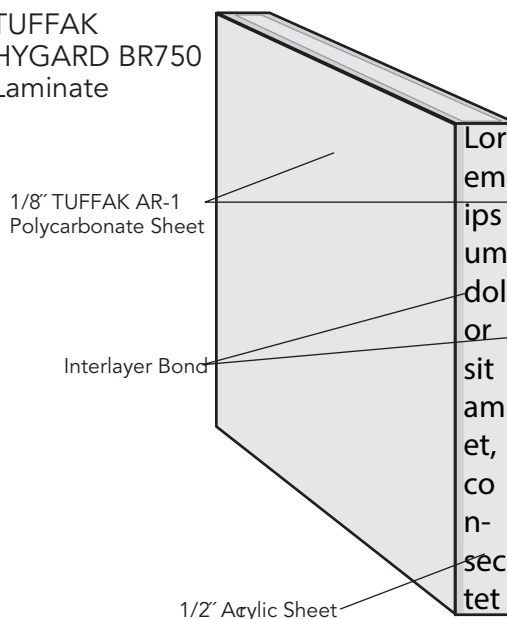 TUFFAK
HYGARD BR750
Laminate
1/8˝ TUFFAK AR-1
Polycarbonate Sheet
Interlayer Bond
1/2˝ Acrylic Sheet
Lor
em
ips
um
dol
or
sit
am
et,
co
n-
sec
tet